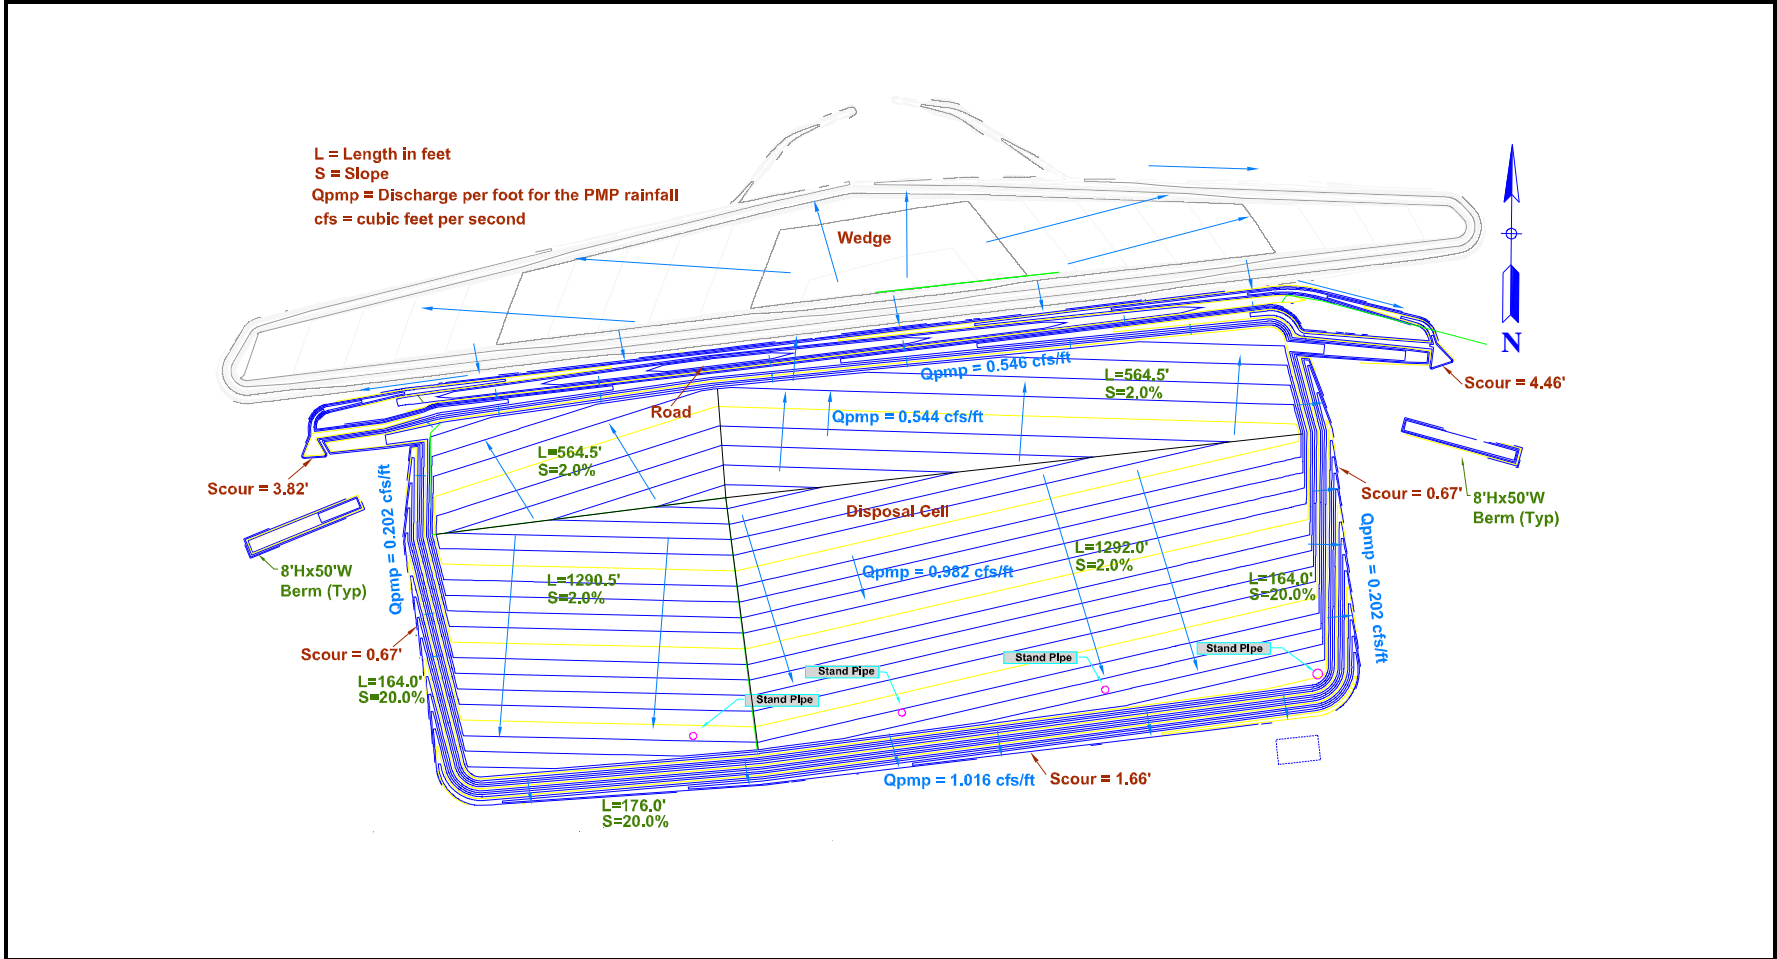 L = Length in feet
S = Slope
Qpmp = Discharge per foot for the PMP rainfall
cfs = cubic feet per second
Wedge
N
Qpmp = 0.546 cfs/ft
L=564.5'
S=2.0%
Scour = 4.46'
Road
Qpmp = 0.544 cfs/ft
L=564.5'
S=2.0%
Scour = 3.82'
Qpmp = 0.202 cfs/ft
Disposal Cell
Scour = 0.67'
8'Hx50'W
Berm (Typ)
8'Hx50'W
Berm (Typ)
L=1290.5'
S=2.0%
Qpmp = 0.982 cfs/ft
L=1292.0'
S=2.0%
L=164.0'
S=20.0%
Qpmp = 0.202 cfs/ft
Scour = 0.67'
L=164.0'
S=20.0%
Stand Pipe
Stand Pipe
Stand Pipe
Stand Pipe
Qpmp = 1.016 cfs/ft
Scour = 1.66'
L=176.0'
S=20.0%